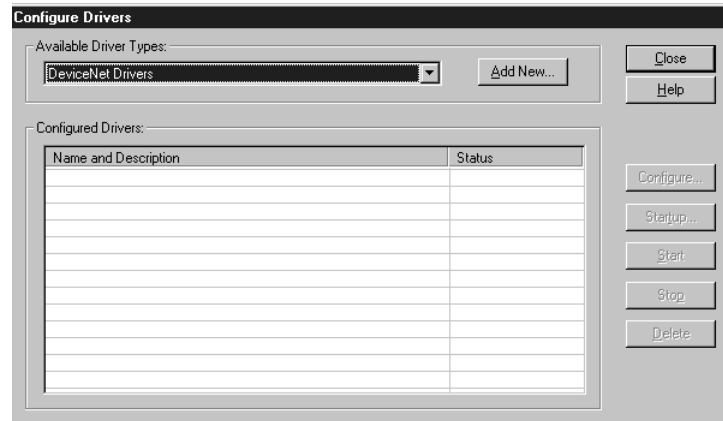 Configure Drivers
Available Driver Types:
DeviceNet Drivers
Add New...
Close
Help
Configured Drivers:
Name and Description Status
Configure...
Startup...
Start
Stop
Delete